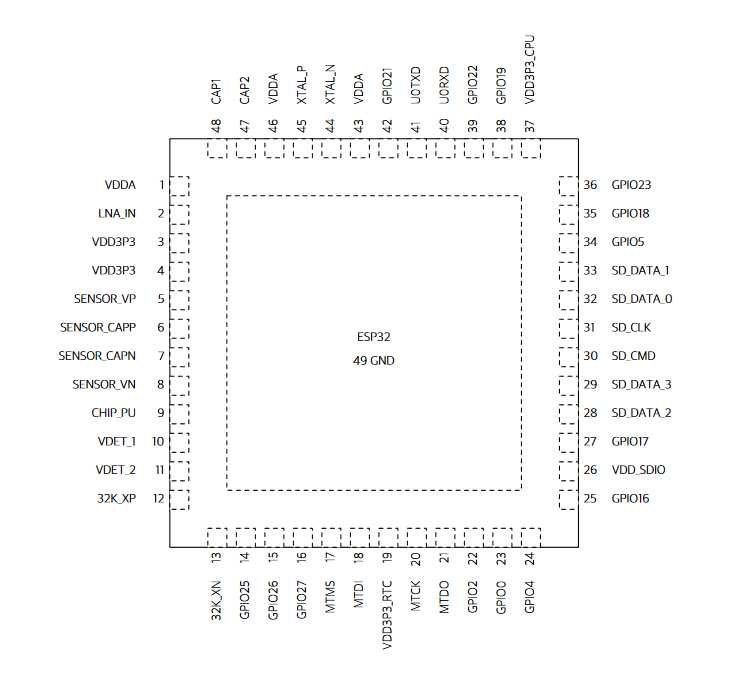 CAP1 48
CAP2 47
VDDA 46
XTAL_P 45
XTAL_N 44
VDDA 43
GPIO21 42
U0TXD 41
U0RXD 40
GPIO22 39
GPIO19 38
VDD3P3_CPU 37
VDDA 1
LNA_IN 2
VDD3P3 3
VDD3P3 4
SENSOR_VP 5
SENSOR_CAPP 6
SENSOR_CAPN 7
SENSOR_VN 8
CHIP_PU 9
VDET_1 10
VDET_2 11
32K_XP 12
ESP32
49 GND
36 GPIO23
35 GPIO18
34 GPIO5
33 SD_DATA_1
32 SD_DATA_0
31 SD_CLK
30 SD_CMD
29 SD_DATA_3
28 SD_DATA_2
27 GPIO17
26 VDD_SDIO
25 GPIO16
32K_XN 13
GPIO25 14
GPIO26 15
GPIO27 16
MTMS 17
MTDI 18
VDD3P3_RTC 19
MTCK 20
MTDO 21
GPIO2 22
GPIO0 23
GPIO4 24